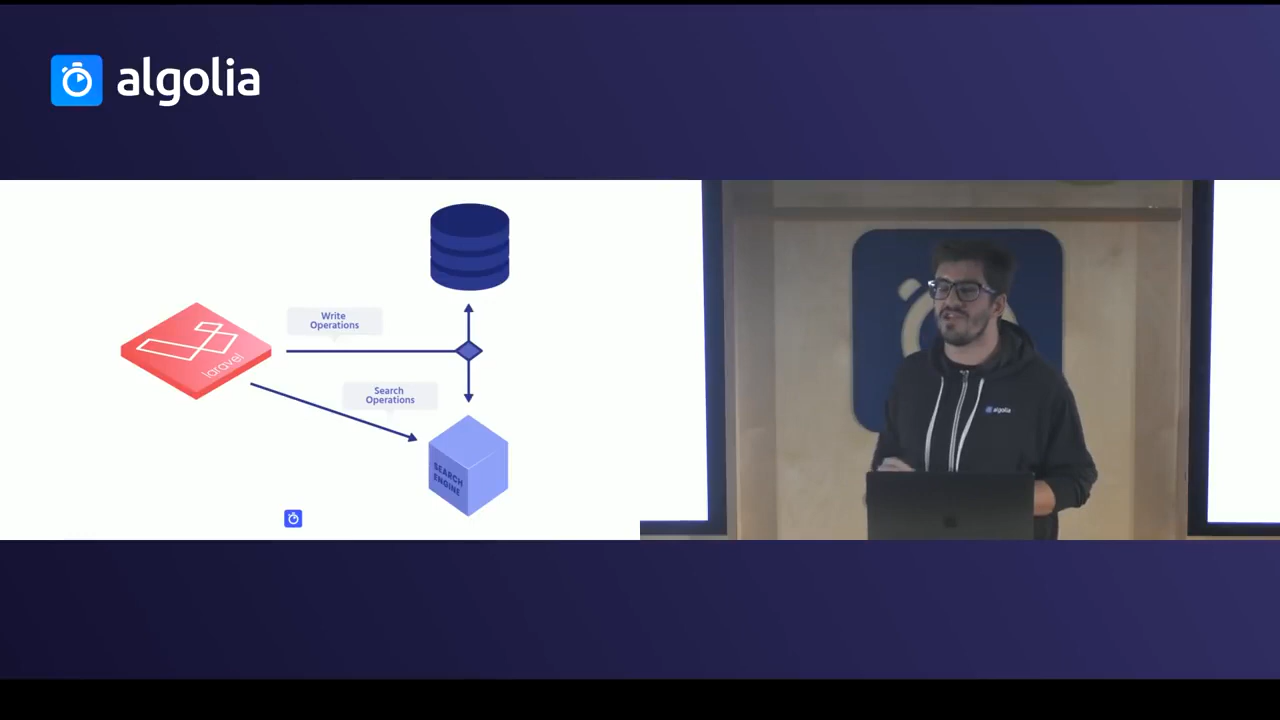 algolia
Write
Operations
laravel
Search
Operations
SEARCH
ENGINE
algolia